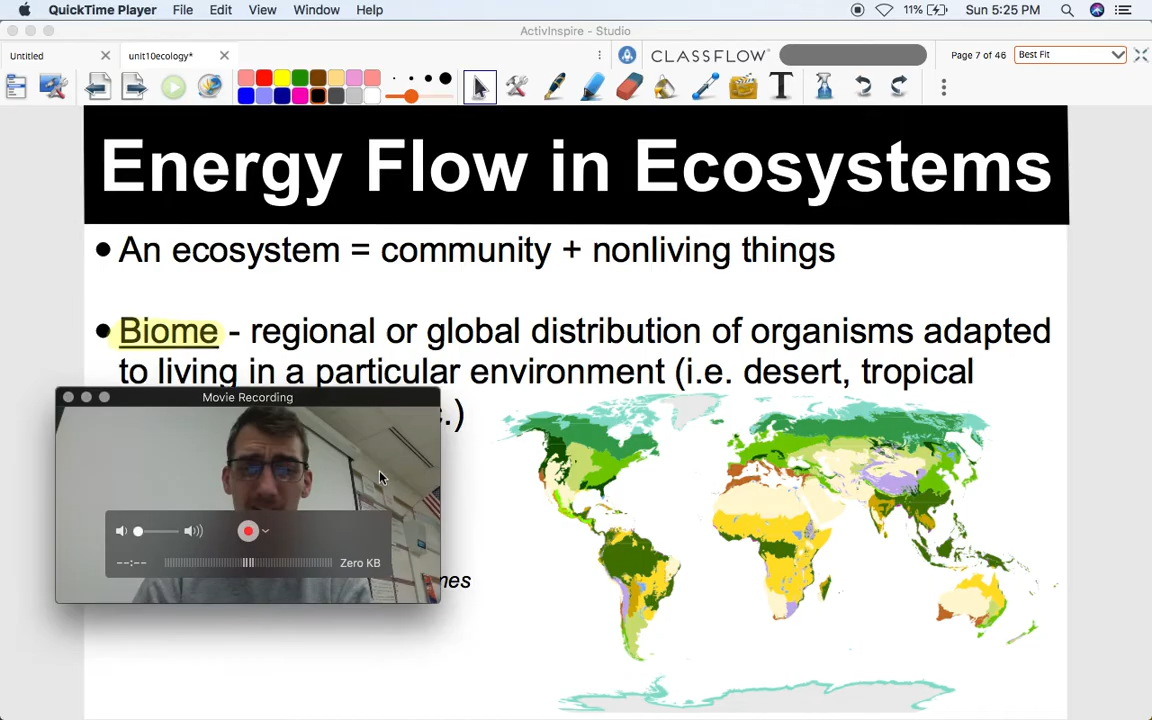 QuickTime Player File Edit View Window Help 11% Sun 5:25 PM
ActivInspire - Studio
Untitled unit10ecology* CLASSFLOW Page 7 of 46 Best Fit
Energy Flow in Ecosystems
• An ecosystem = community + nonliving things
• Biome - regional or global distribution of organisms adapted
to living in a particular environment (i.e. desert, tropical
Movie Recording
.)
--:-- Zero KB